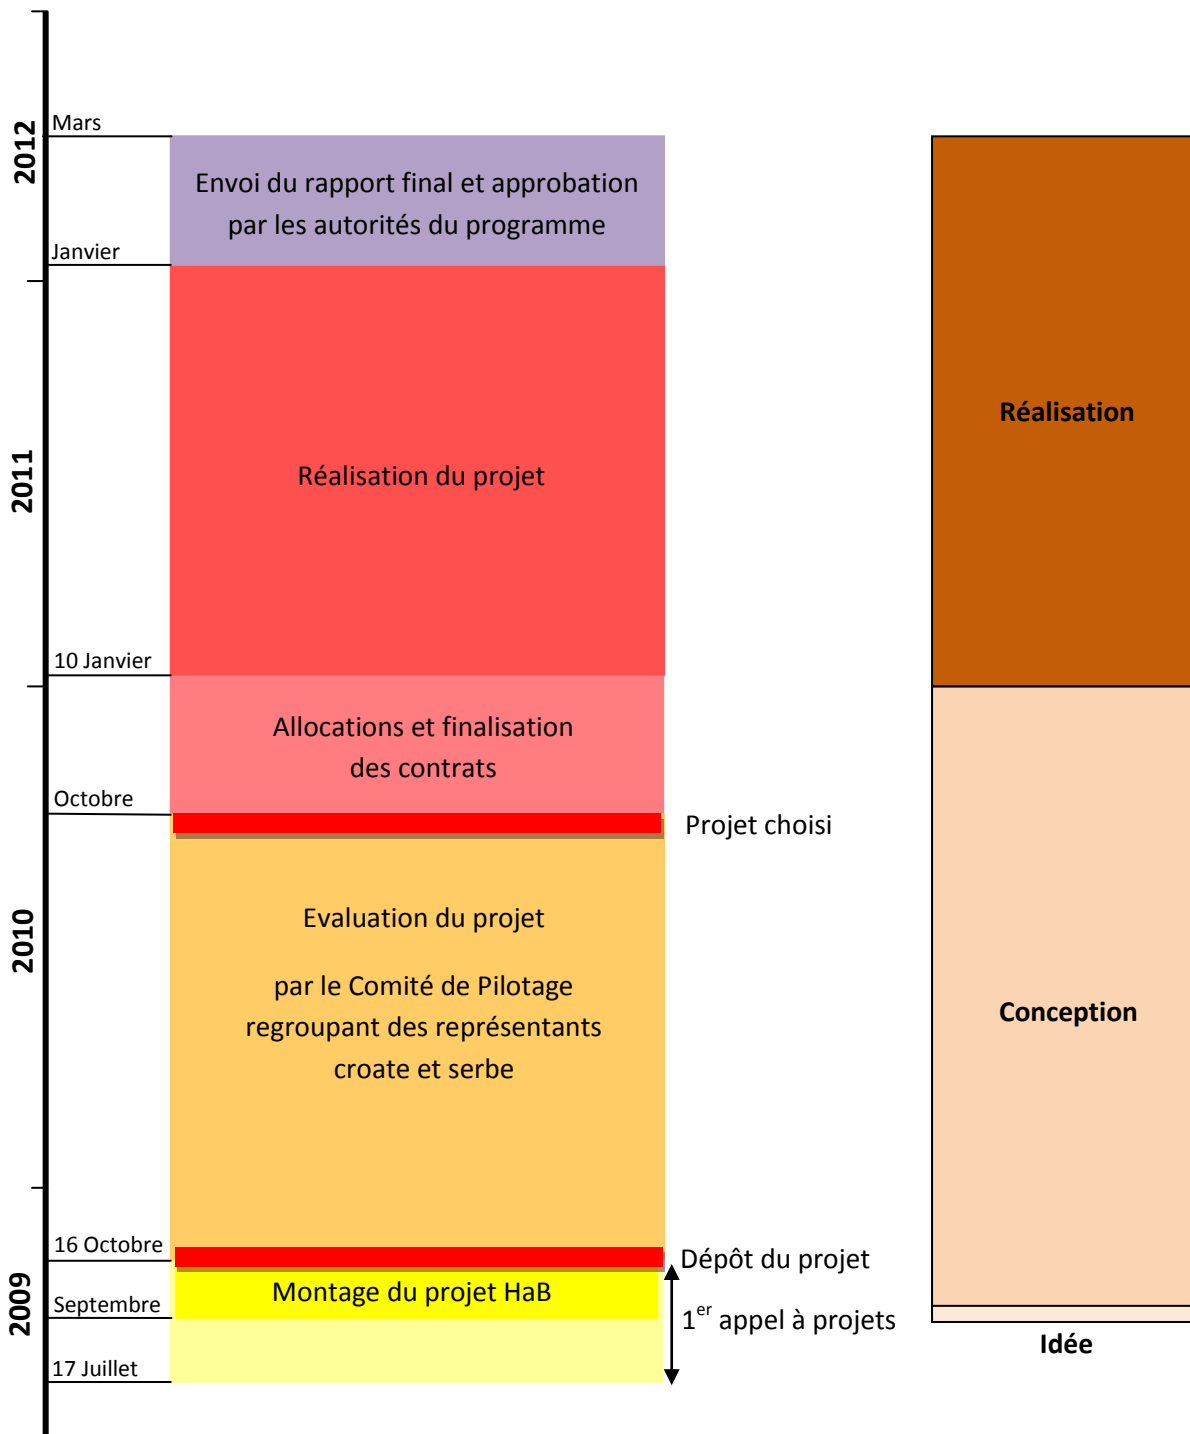 Mars
2012
Envoi du rapport final et approbation
par les autorités du programme
Janvier
Réalisation
2011
Réalisation du projet
10 Janvier
Allocations et finalisation
des contrats
Octobre
Projet choisi
2010
Evaluation du projet
par le Comité de Pilotage
regroupant des représentants
croate et serbe
Conception
16 Octobre
Dépôt du projet
2009
Montage du projet HaB
Septembre
1er appel à projets
Idée
17 Juillet